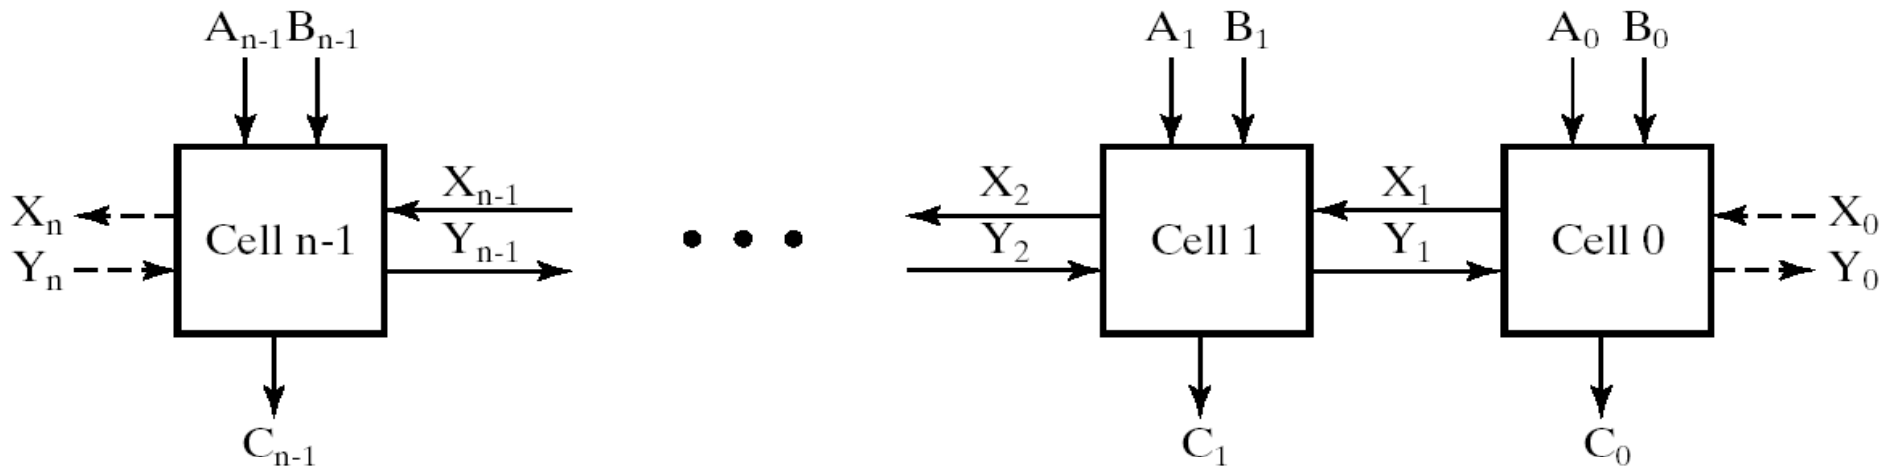 Aₙ₋₁ Bₙ₋₁ A₁ B₁ A₀ B₀
Xₙ Xₙ₋₁ X₂ X₁ X₀
Cell n-1 Cell 1 Cell 0
Yₙ Yₙ₋₁ Y₂ Y₁ Y₀
Cₙ₋₁ C₁ C₀